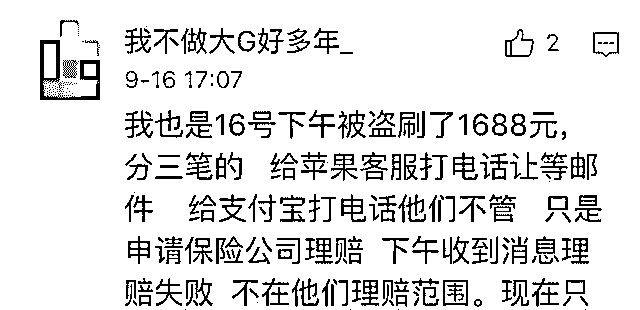 我不做大G好多年_
2
9-16 17:07
我也是16号下午被盗刷了1688元,
分三笔的 给苹果客服打电话让等邮
件 给支付宝打电话他们不管 只是
申请保险公司理赔 下午收到消息理
赔失败 不在他们理赔范围。现在只